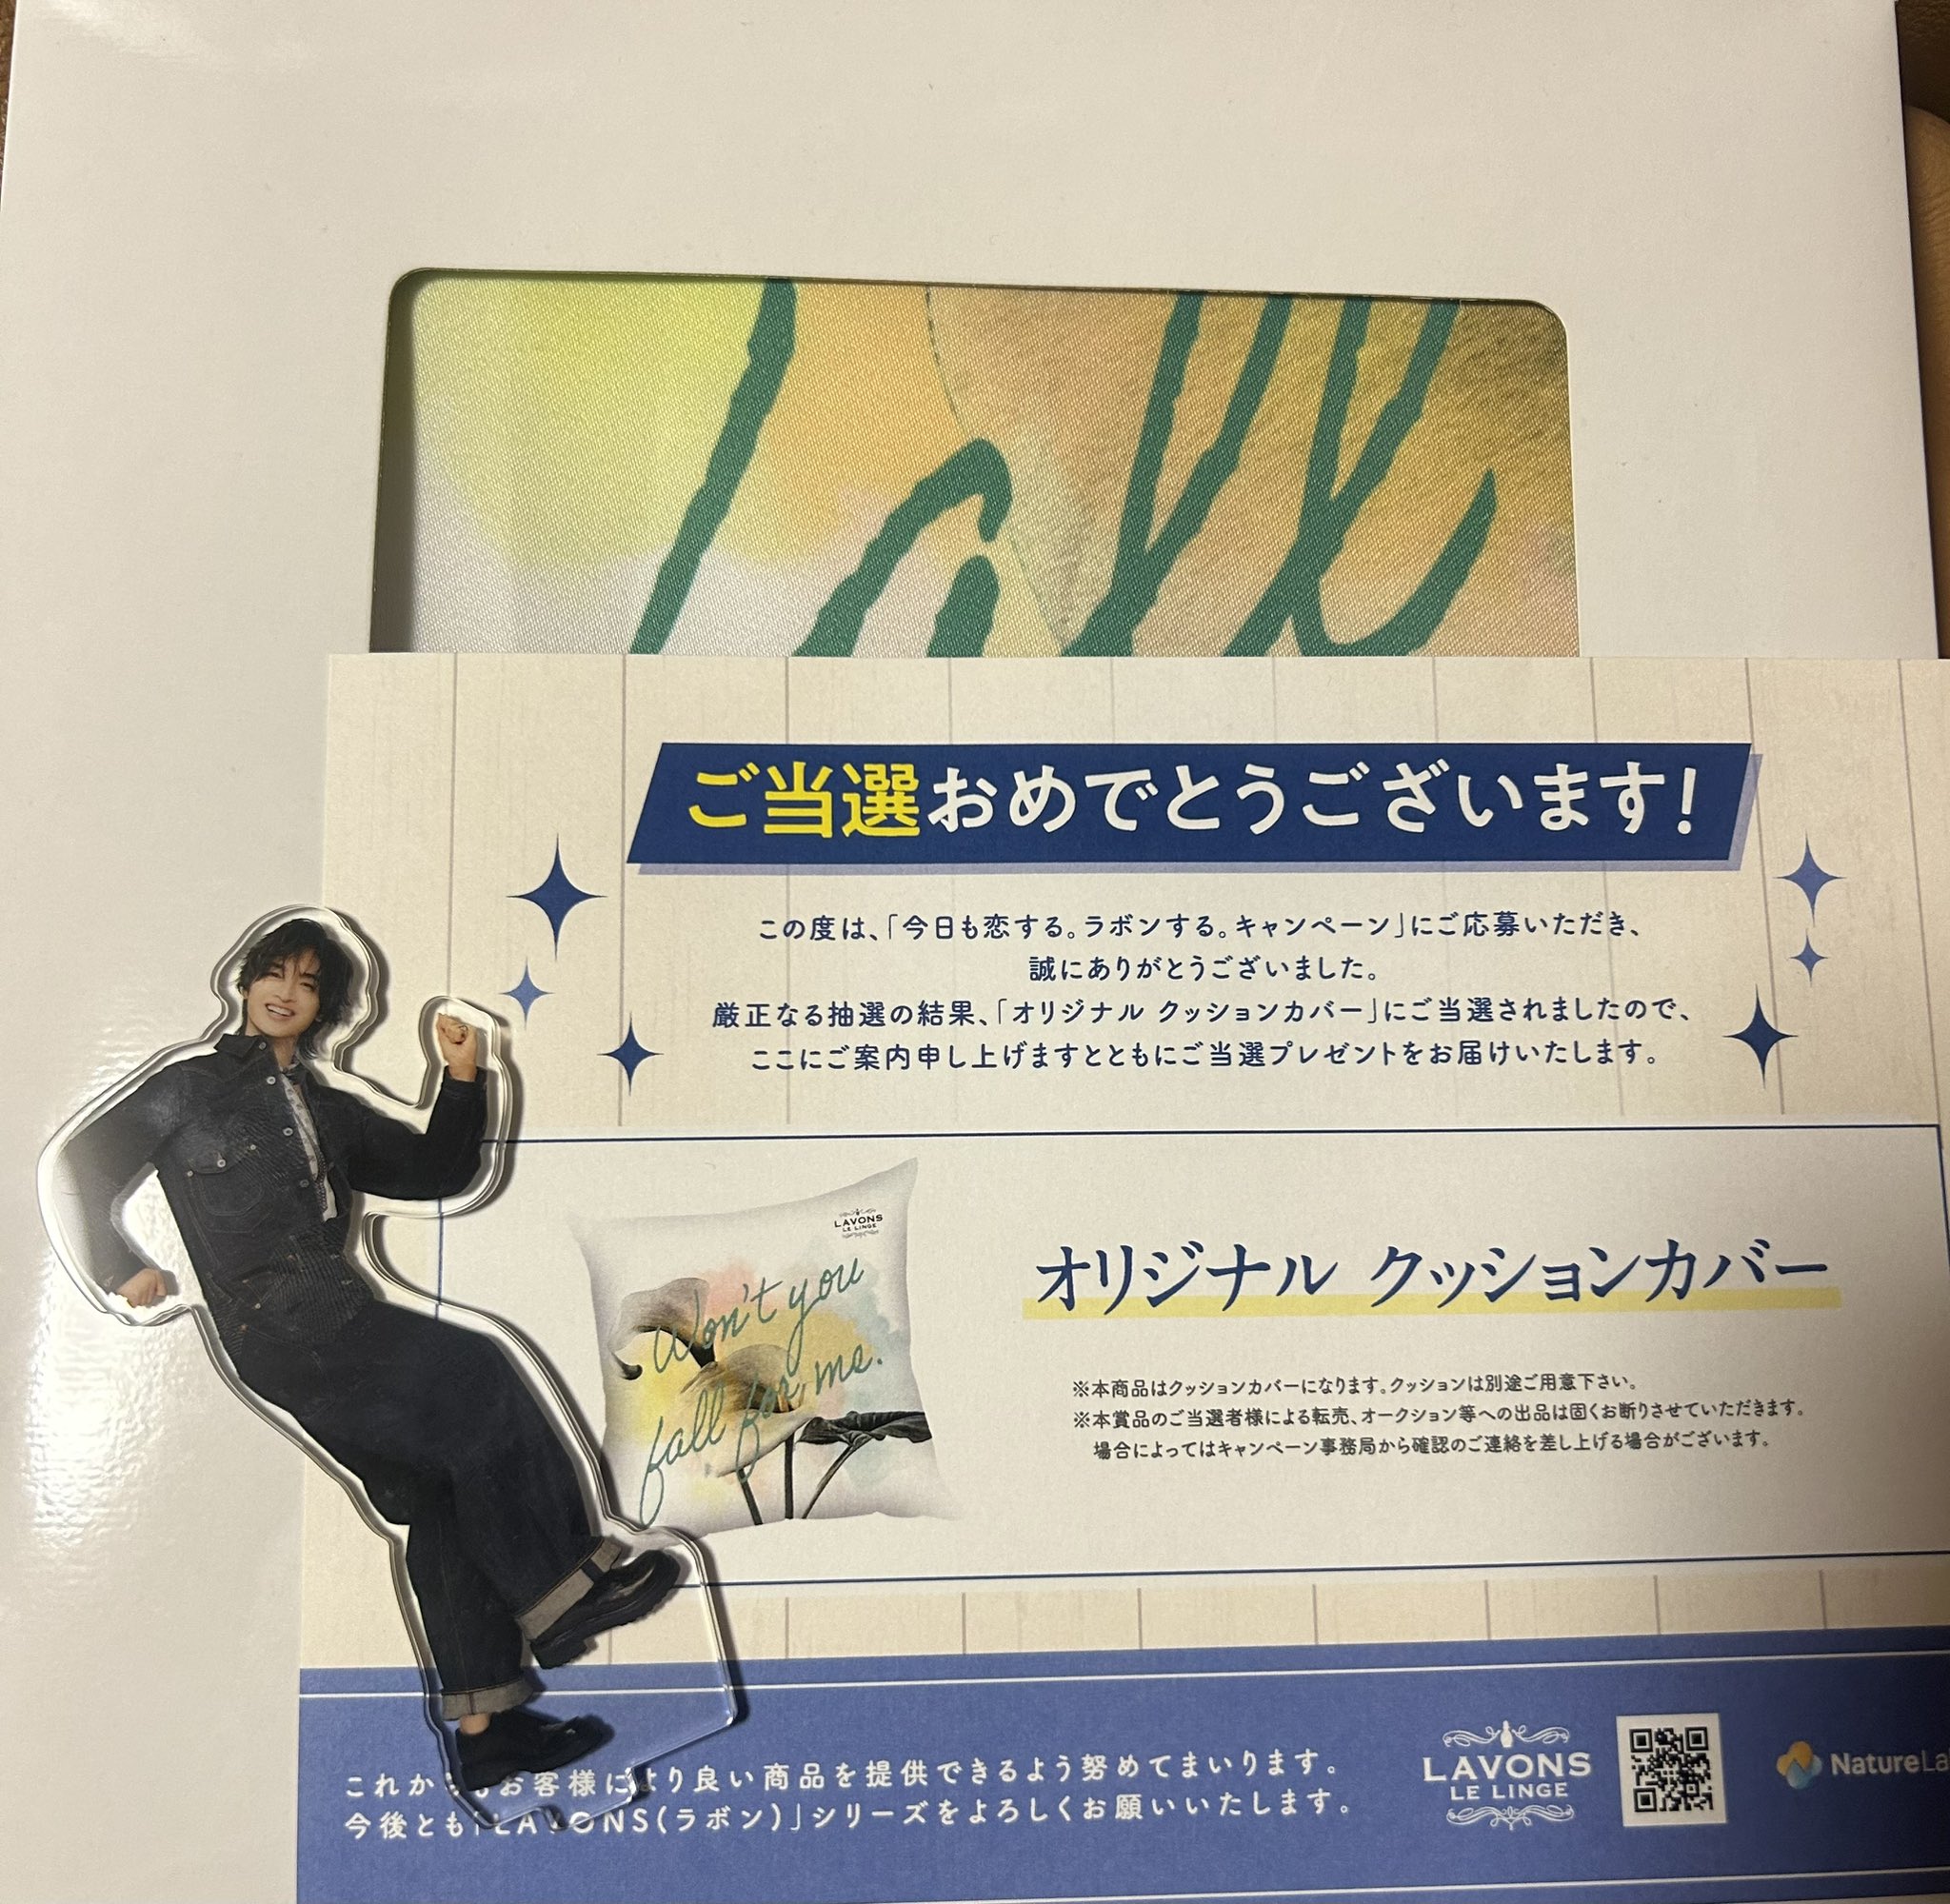 fall
ご当選おめでとうございます!
この度は、「今日も恋する。ラボンする。キャンペーン」にご応募いただき、
誠にありがとうございました。
厳正なる抽選の結果、「オリジナル クッションカバー」にご当選されましたので、
ここにご案内申し上げますとともにご当選プレゼントをお届けいたします。
LAVONS
LE LINGE
Won't you
fall for me.
オリジナル クッションカバー
※本商品はクッションカバーになります。クッションは別途ご用意下さい。
※本賞品のご当選者様による転売、オークション等への出品は固くお断りさせていただきます。
場合によってはキャンペーン事務局から確認のご連絡を差し上げる場合がございます。
これか お客様により良い商品を提供できるよう努めてまいります。
今後とも「LAVONS(ラボン)」シリーズをよろしくお願いいたします。
LAVONS
LE LINGE
NatureLa